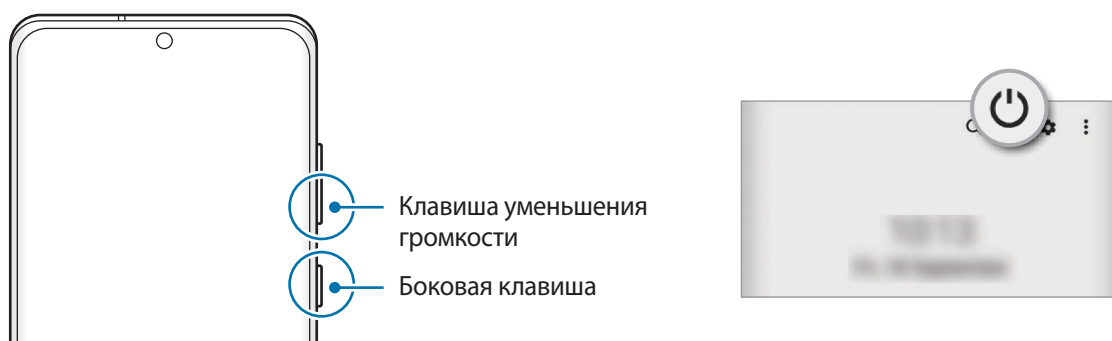 Клавиша уменьшения
громкости
Боковая клавиша